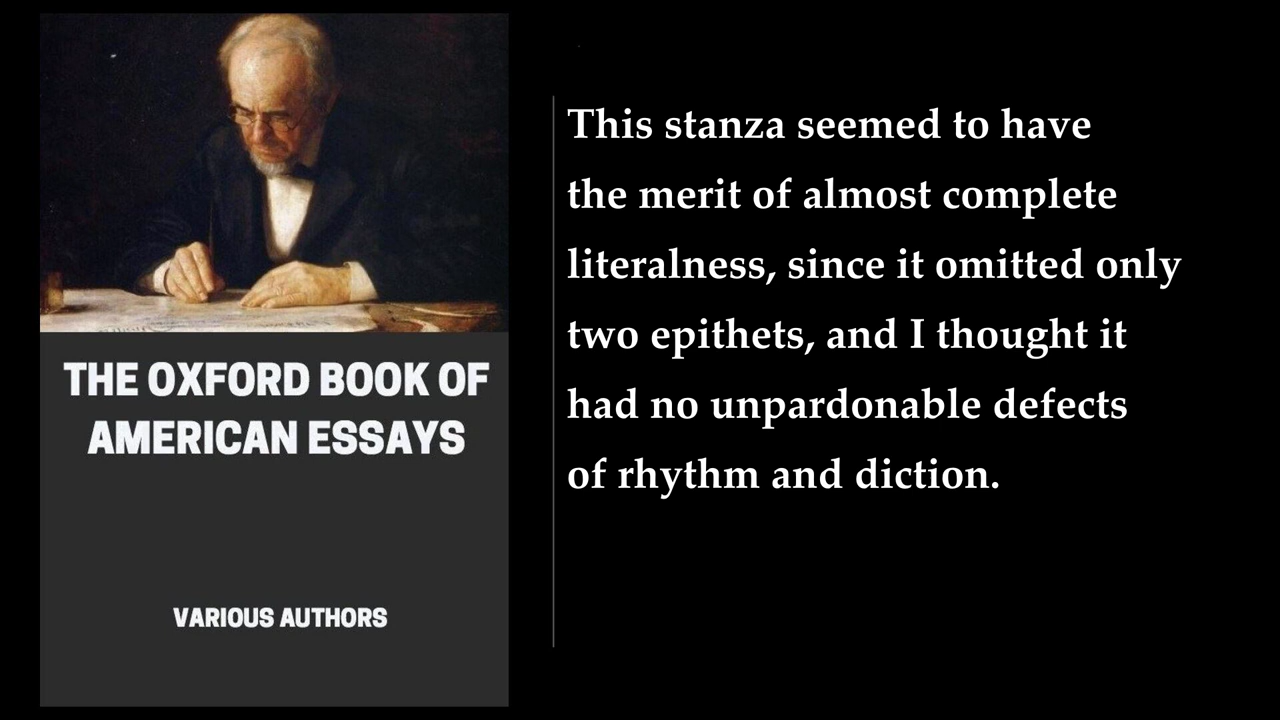 THE OXFORD BOOK OF
AMERICAN ESSAYS
VARIOUS AUTHORS
This stanza seemed to have
the merit of almost complete
literalness, since it omitted only
two epithets, and I thought it
had no unpardonable defects
of rhythm and diction.